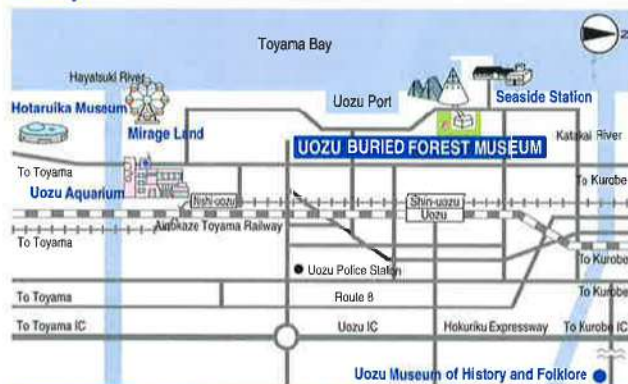 Toyama Bay
Hayatsuki River
Hotaruika Museum
Mirage Land
Uozu Port
Seaside Station
Katakai River
UOZU BURIED FOREST MUSEUM
To Toyama
Uozu Aquarium
To Kurobe
Nishi-uozu
Shin-uozu
Uozu
Ainokaze Toyama Railway
To Toyama
To Kurobe
Uozu Police Station
To Toyama
Route 8
To Kurobe
To Toyama IC
Uozu IC
Hokuriku Expressway
To Kurobe IC
Uozu Museum of History and Folklore